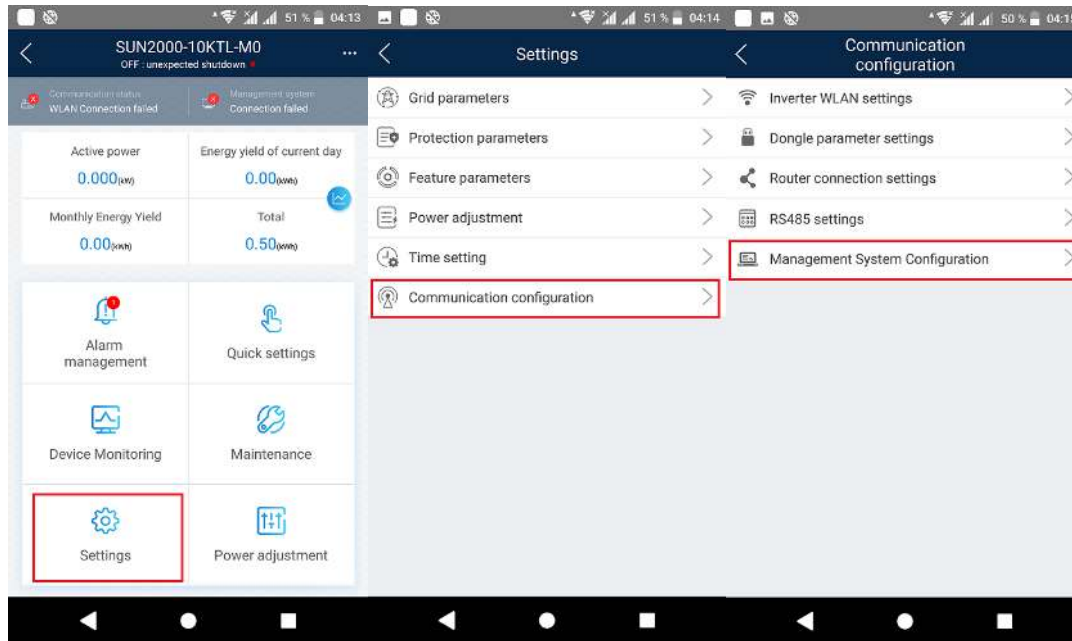 51 % 04:13
SUN2000-10KTL-M0
OFF : unexpected shutdown
Communication status
WLAN Connection failed
Management system
Connection failed
Active power
0.000(kW)
Energy yield of current day
0.00(kWh)
Monthly Energy Yield
0.00(kWh)
Total
0.50(kWh)
Alarm
management
Quick settings
Device Monitoring
Maintenance
Settings
Power adjustment
51 % 04:14
Settings
Grid parameters
Protection parameters
Feature parameters
Power adjustment
Time setting
Communication configuration
50 % 04:15
Communication
configuration
Inverter WLAN settings
Dongle parameter settings
Router connection settings
RS485 settings
Management System Configuration